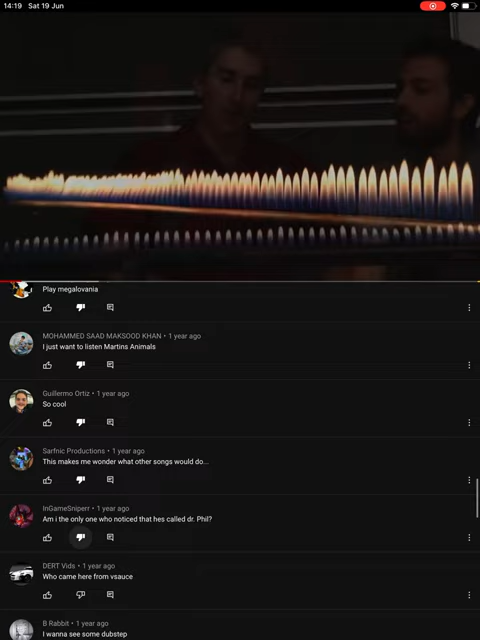 14:19 Sat 19 Jun
Play megalovania
MOHAMMED SAAD MAKSOOD KHAN • 1 year ago
I just want to listen Martins Animals
Guillermo Ortiz • 1 year ago
So cool
Sarfnic Productions • 1 year ago
This makes me wonder what other songs would do...
InGameSniperr • 1 year ago
Am i the only one who noticed that hes called dr. Phil?
DERT Vids • 1 year ago
Who came here from vsauce
B Rabbit • 1 year ago
I wanna see some dubstep